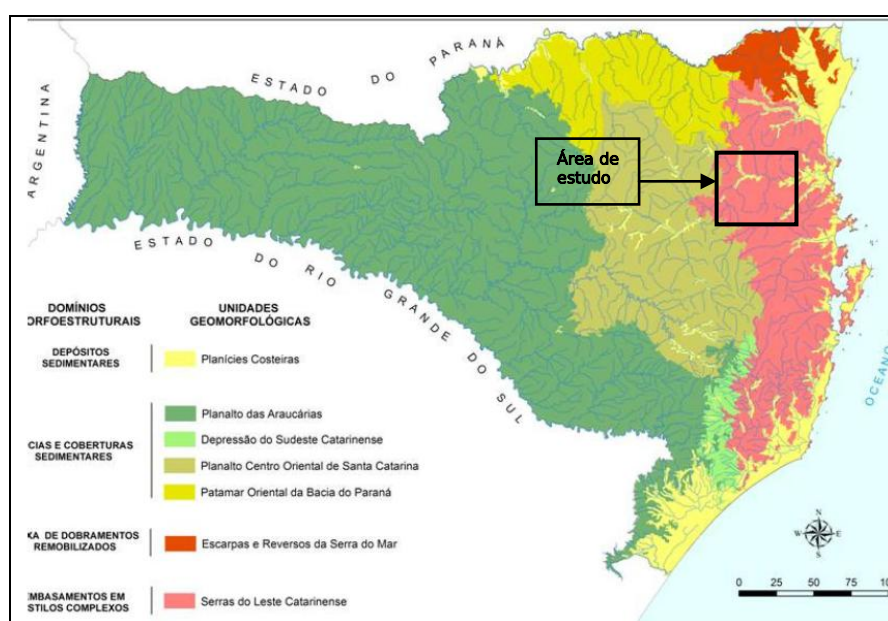 ESTADO DO PARANÁ
ARGENTINA
Área de
estudo
ESTADO DO RIO GRANDE DO SUL
OCEANO
DOMÍNIOS
ORFOESTRUTURAIS
UNIDADES
GEOMORFOLÓGICAS
DEPÓSITOS
SEDIMENTARES
Planícies Costeiras
CIAS E COBERTURAS
SEDIMENTARES
Planalto das Araucárias
Depressão do Sudeste Catarinense
Planalto Centro Oriental de Santa Catarina
Patamar Oriental da Bacia do Paraná
XA DE DOBRAMENTOS
REMOBILIZADOS
Escarpas e Reversos da Serra do Mar
EMBASAMENTOS EM
STILOS COMPLEXOS
Serras do Leste Catarinense
N
W E
S
0 25 50 75 10